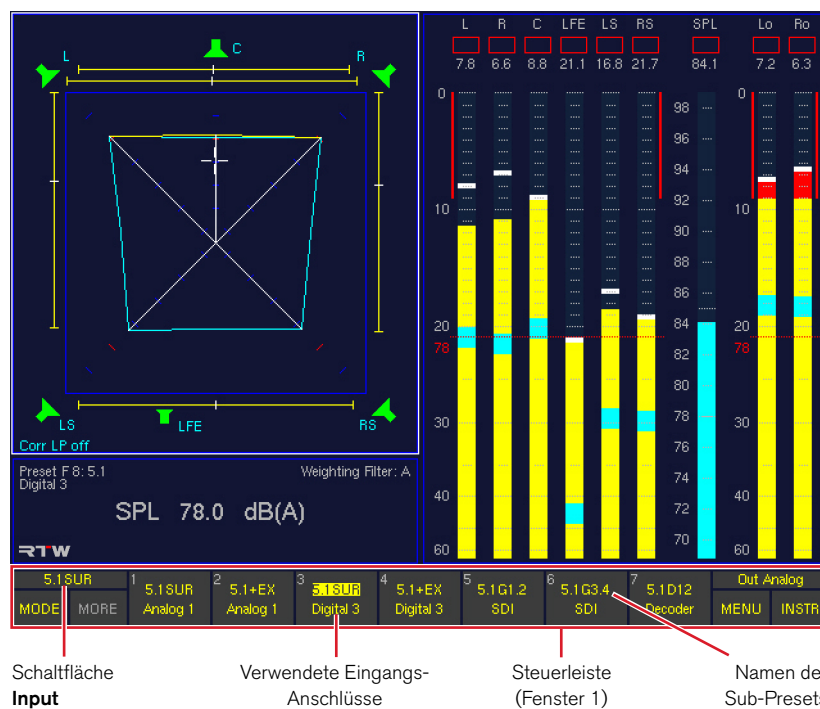 L R C LFE LS RS SPL Lo Ro
7.8 6.6 8.8 21.1 16.8 21.7 84.1 7.2 6.3
L C R
0 98 0
96
94
92
10 90 10
88
86
20 84 20
78 82 78
80
30 78 30
76
LS LFE RS
Corr LP off
74
40 72 40
70
60 60
Preset F 8: 5.1 Weighting Filter: A
Digital 3
SPL 78.0 dB(A)
RTW
5.1SUR 1 5.1SUR 2 5.1+EX 3 5.1SUR 4 5.1+EX 5 5.1G1.2 6 5.1G3.4 7 5.1D12 Out Analog
MODE MORE Analog 1 Analog 1 Digital 3 Digital 3 SDI SDI Decoder MENU INSTR
Schaltfläche Verwendete Eingangs- Steuerleiste Namen de
Input Anschlüsse (Fenster 1) Sub-Presets